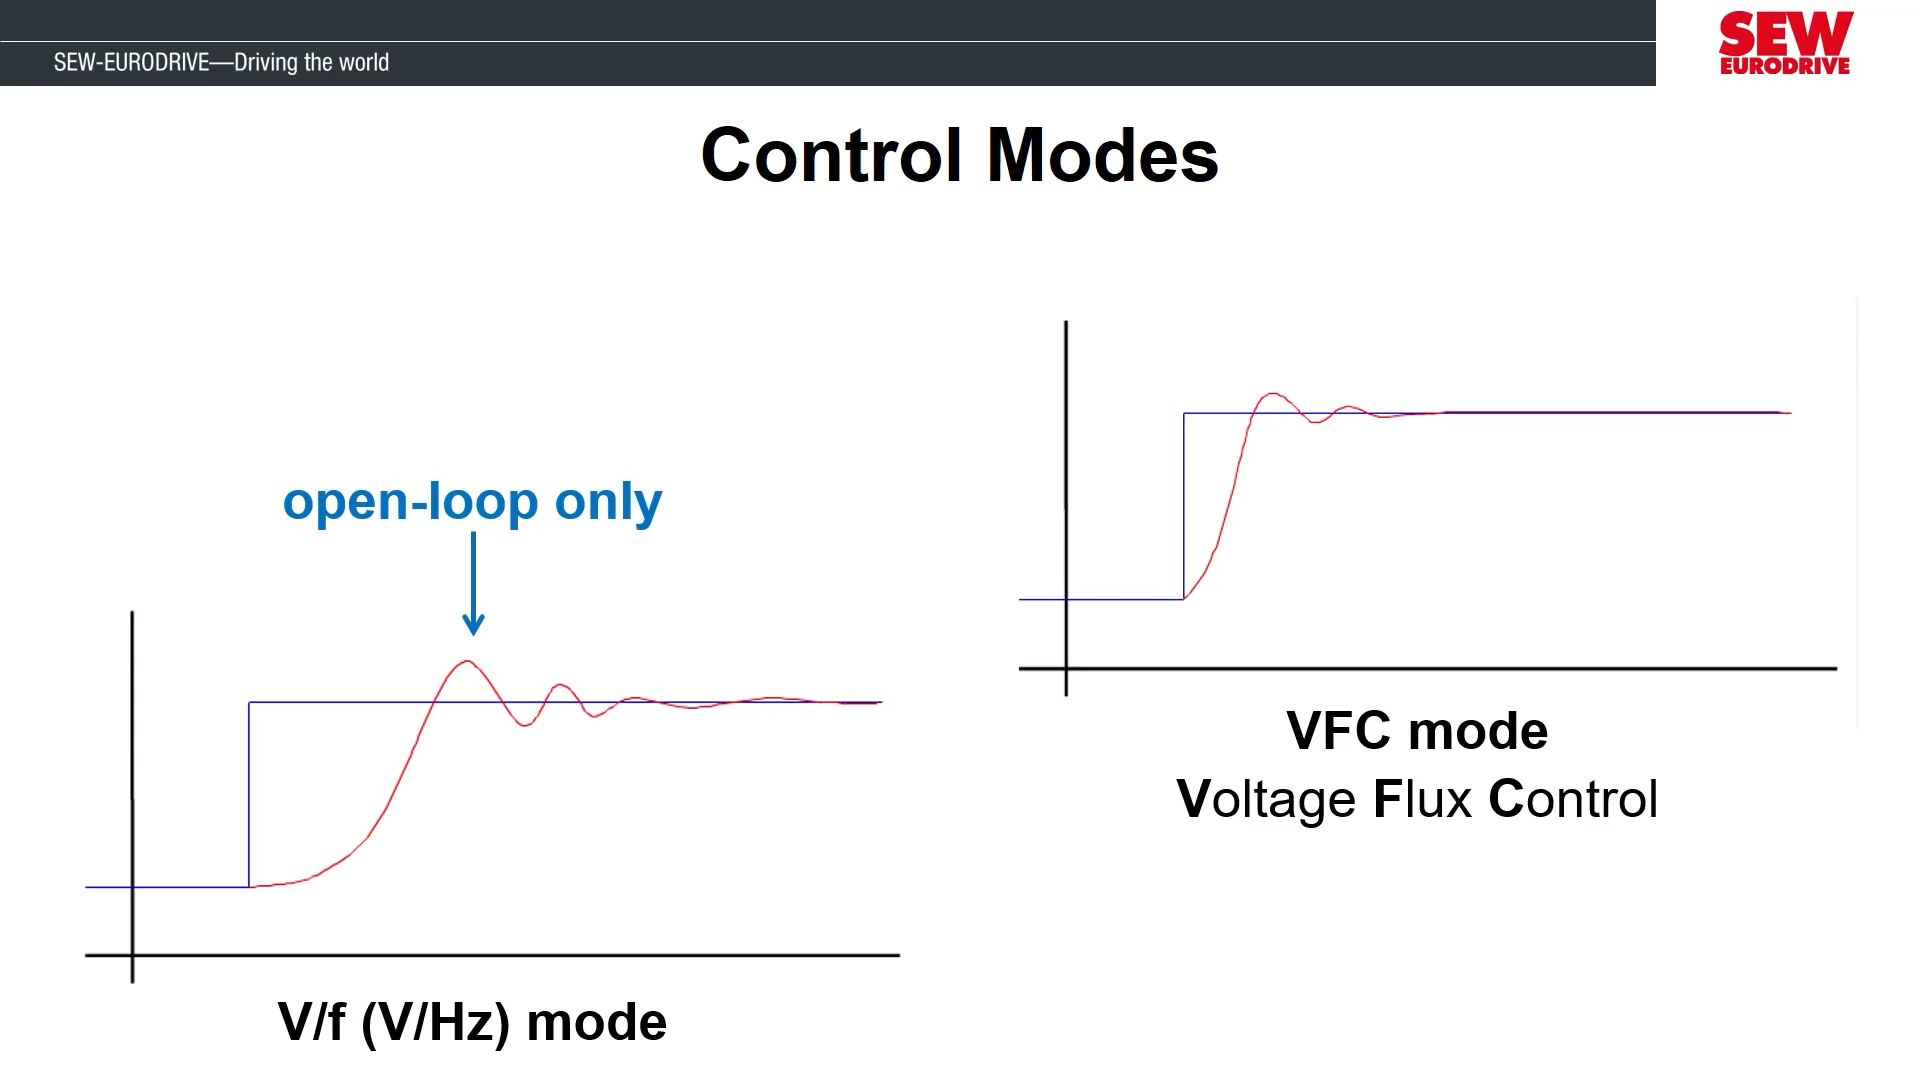 SEW-EURODRIVE—Driving the world
SEW
EURODRIVE
Control Modes
open-loop only
V/f (V/Hz) mode
VFC mode
Voltage Flux Control